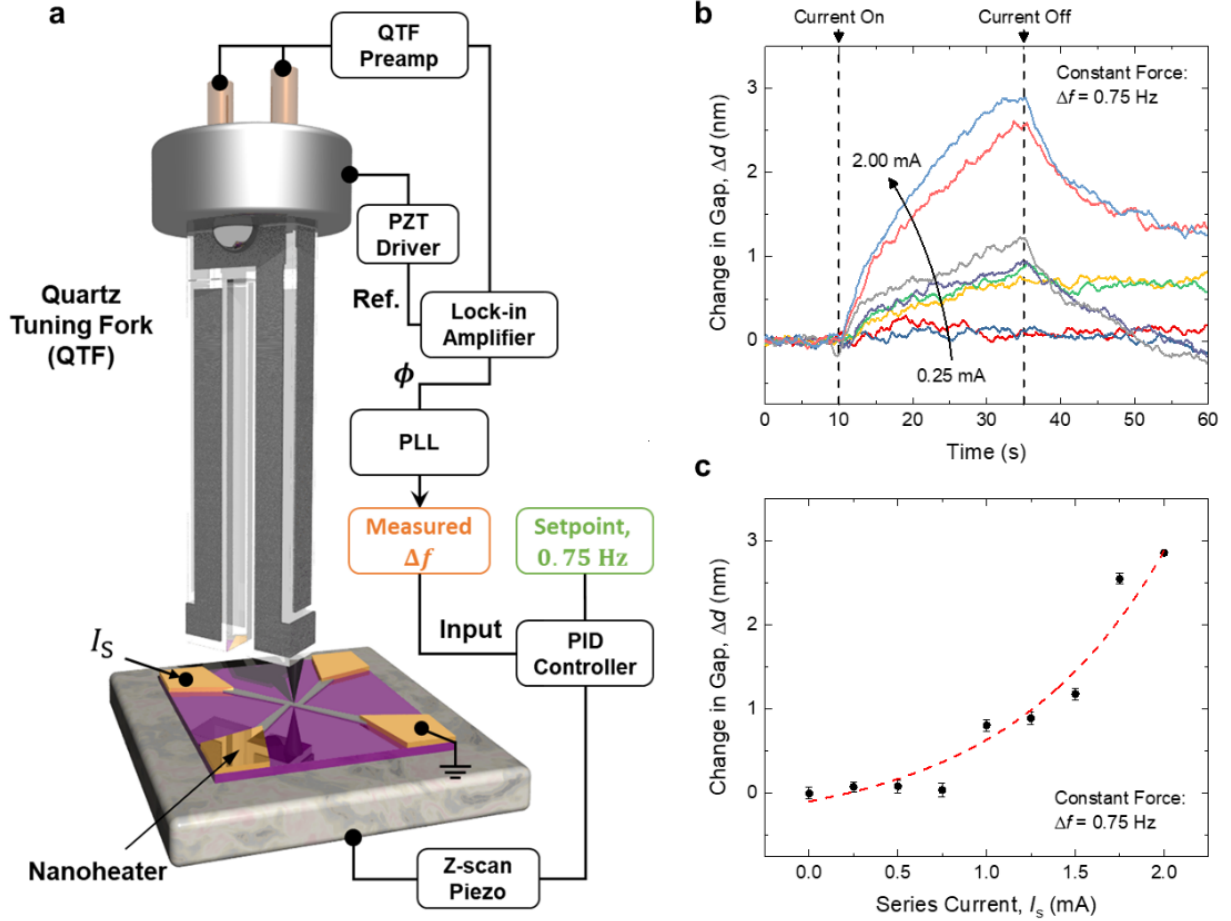 a
QTF
Preamp
PZT
Driver
Ref.
Lock-in
Amplifier
Quartz
Tuning Fork
(QTF)
ϕ
PLL
Measured
Δf
Setpoint,
0.75 Hz
Input
PID
Controller
I_S
Nanoheater
Z-scan
Piezo
b
Current On
Current Off
Constant Force:
Δf = 0.75 Hz
2.00 mA
0.25 mA
Change in Gap, Δd (nm)
3
2
1
0
0 10 20 30 40 50 60
Time (s)
c
Change in Gap, Δd (nm)
3
2
1
0
Constant Force:
Δf = 0.75 Hz
0.0 0.5 1.0 1.5 2.0
Series Current, I_s (mA)